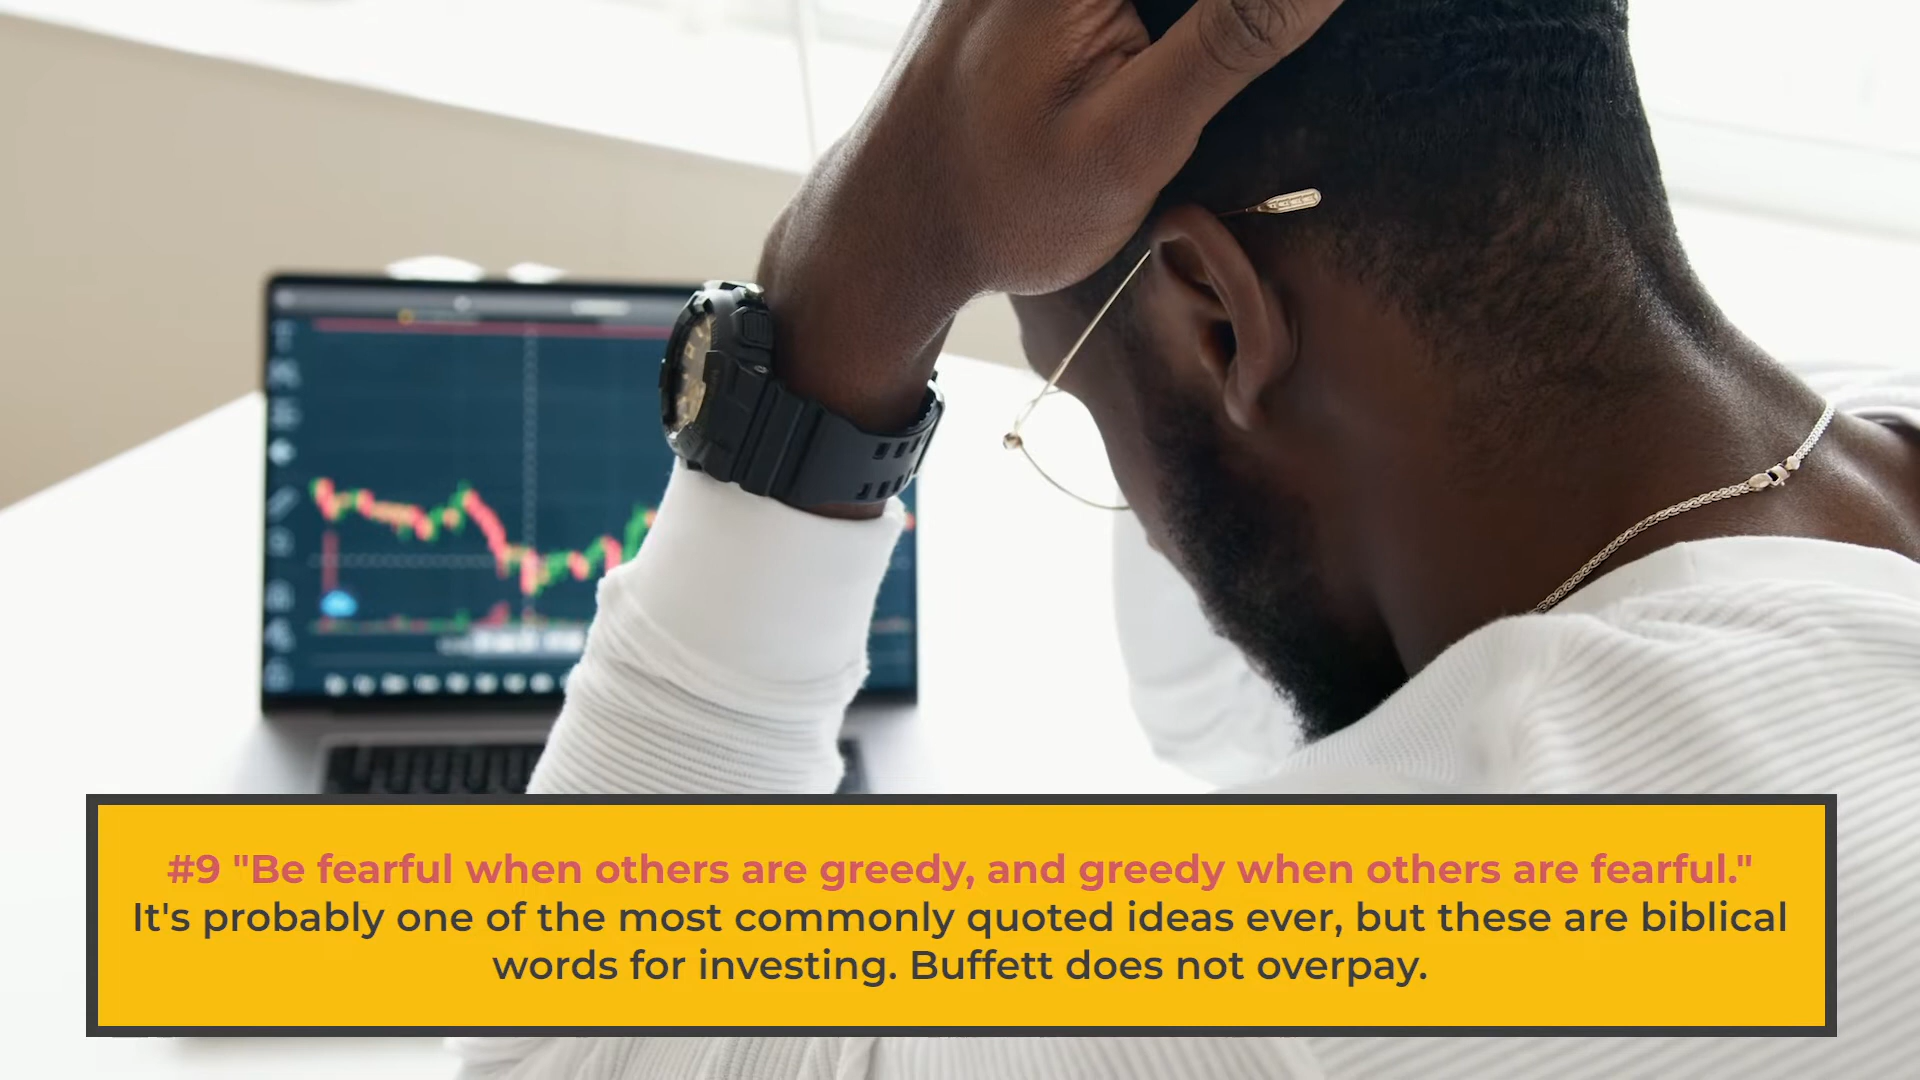 #9 "Be fearful when others are greedy, and greedy when others are fearful."
It's probably one of the most commonly quoted ideas ever, but these are biblical
words for investing. Buffett does not overpay.